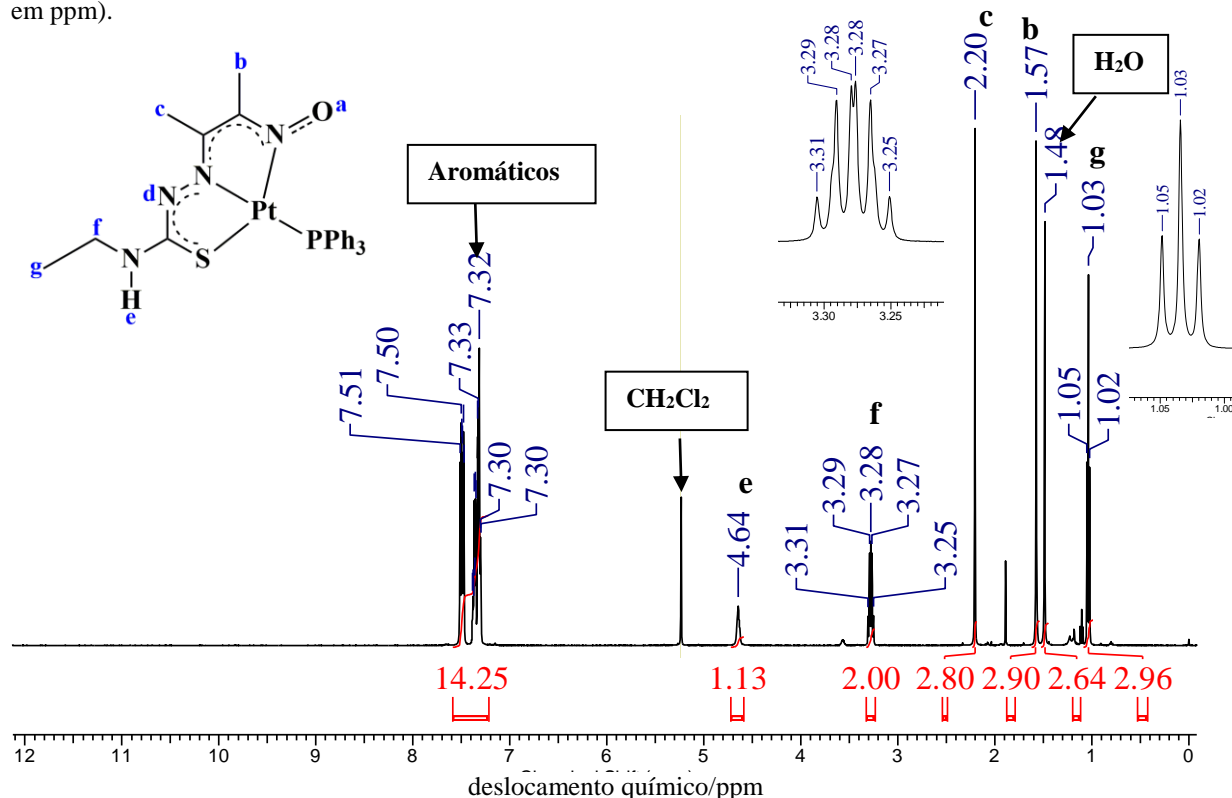 em ppm).
b
c
O
a
N
N
d
N
Pt
f
PPh3
g
N
S
H
e
Aromáticos
CH2Cl2
H2O
c
b
g
f
e
7.51
7.50
7.33
7.32
7.30
7.30
4.64
3.31
3.29
3.28
3.27
3.25
2.20
1.57
1.48
1.05
1.03
1.02
3.31
3.29
3.28
3.28
3.27
3.25
3.30 3.25
1.05
1.03
1.02
1.05 1.00
14.25 1.13 2.00 2.80 2.90 2.64 2.96
12 11 10 9 8 7 6 5 4 3 2 1 0
deslocamento químico/ppm